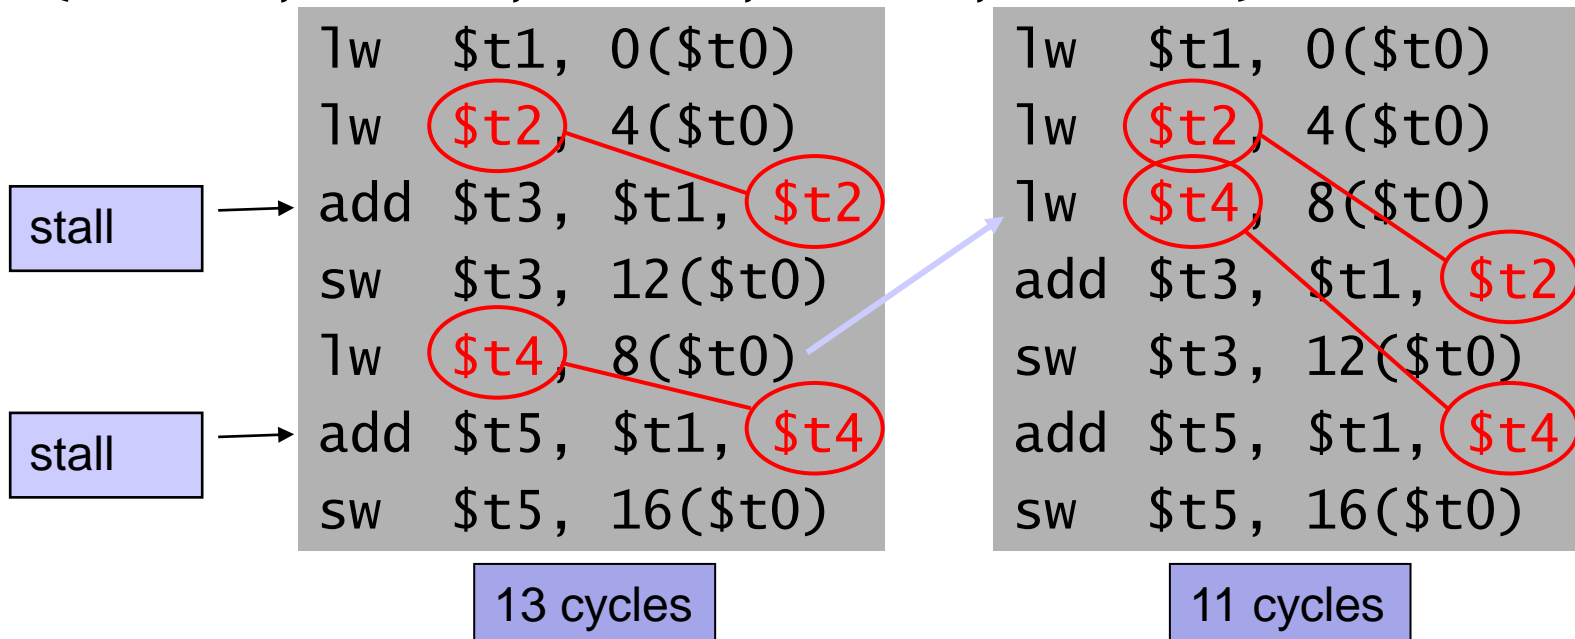 lw $t1, 0($t0)
lw $t2, 4($t0)
stall
add $t3, $t1, $t2
sw $t3, 12($t0)
lw $t4, 8($t0)
stall
add $t5, $t1, $t4
sw $t5, 16($t0)
13 cycles
lw $t1, 0($t0)
lw $t2, 4($t0)
lw $t4, 8($t0)
add $t3, $t1, $t2
sw $t3, 12($t0)
add $t5, $t1, $t4
sw $t5, 16($t0)
11 cycles